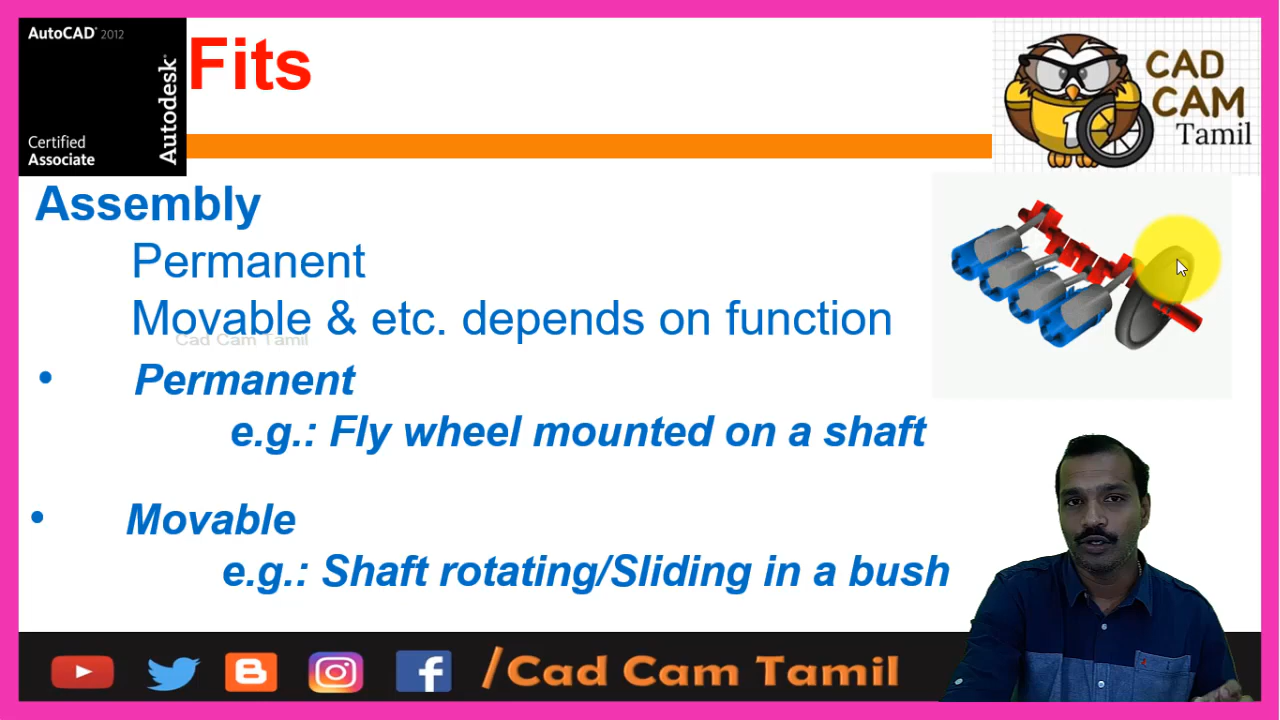 AutoCAD® 2012
Autodesk®
Certified
Associate
Fits
CAD
CAM
Tamil
1
Assembly
Permanent
Movable & etc. depends on function
Cad Cam Tamil
• Permanent
e.g.: Fly wheel mounted on a shaft
• Movable
e.g.: Shaft rotating/Sliding in a bush
/Cad Cam Tamil